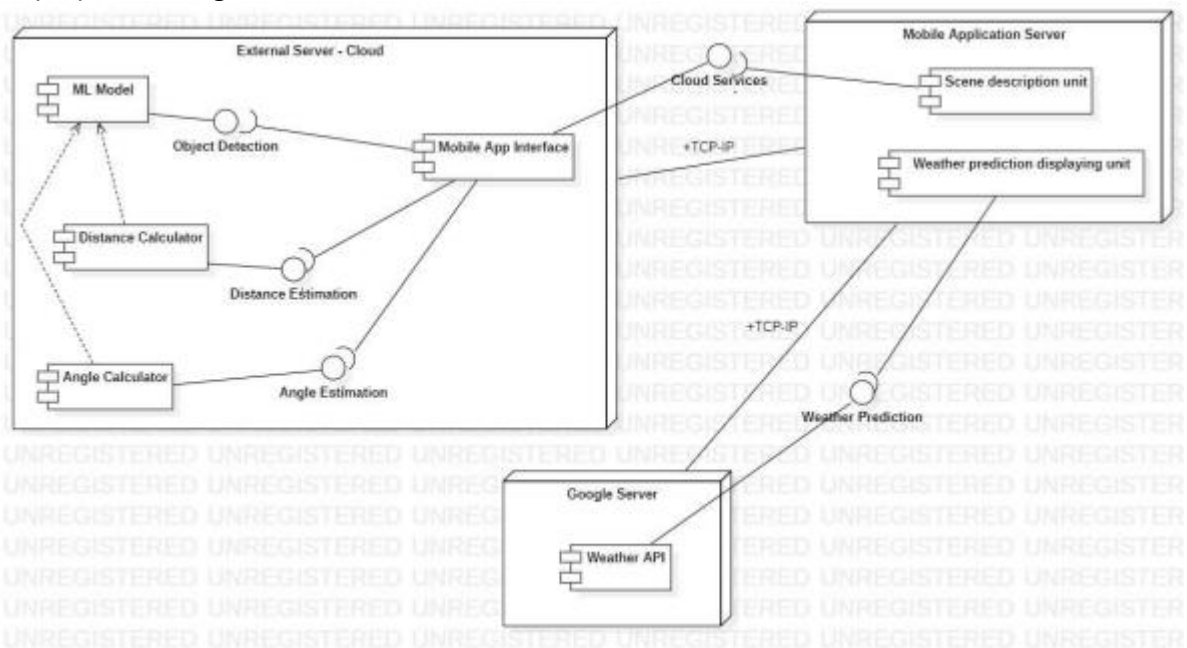 UNREGISTERED UNREGISTERED UNREGISTERED UNREGISTERED
External Server - Cloud
Mobile Application Server
ML Model
Cloud Services
Scene description unit
Object Detection
Mobile App Interface
+TCP-IP
Weather prediction displaying unit
Distance Calculator
Distance Estimation
+TCP-IP
Angle Calculator
Angle Estimation
Weather Prediction
Google Server
Weather API